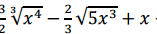 3/2 ∛x⁴ − 2/3 √5x³ + x